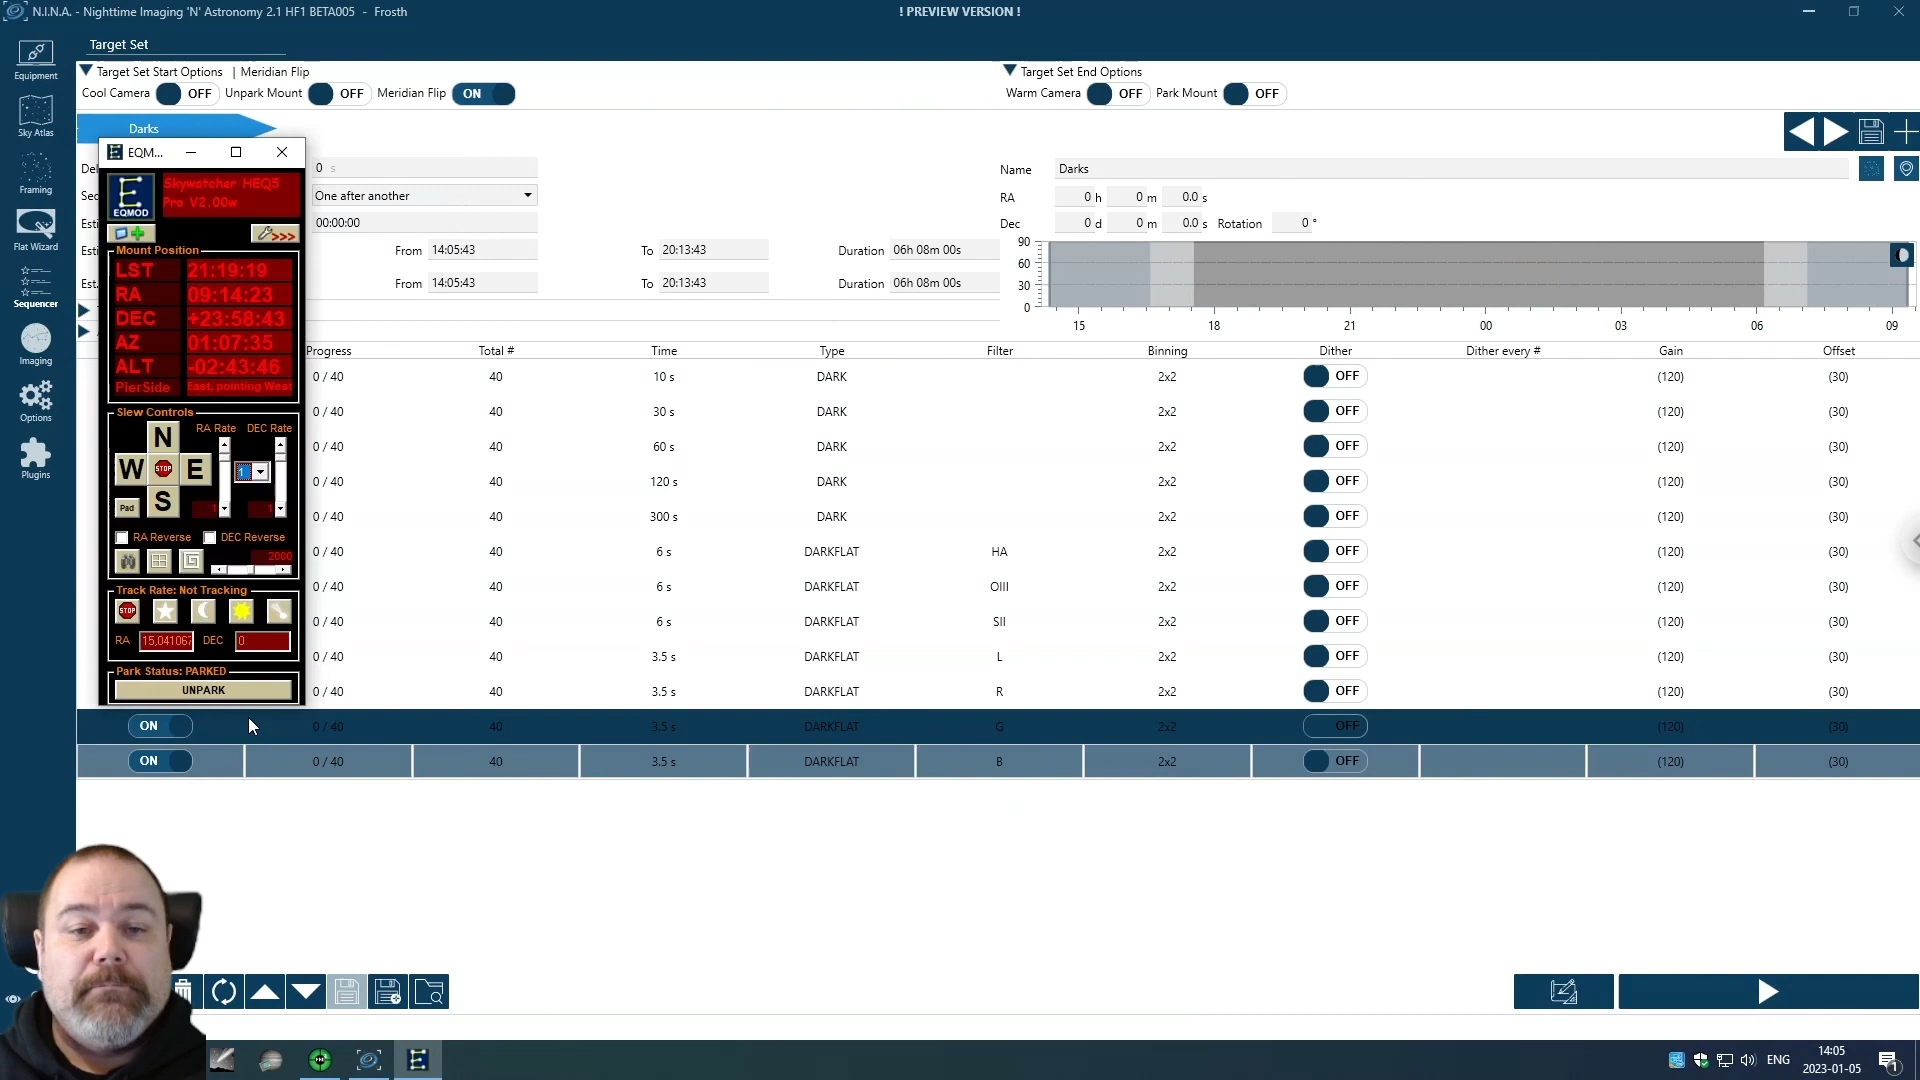 N.I.N.A. - Nighttime Imaging 'N' Astronomy 2.1 HF1 BETA005 - Frosth
! PREVIEW VERSION !
Target Set
Equipment
Sky Atlas
Framing
Flat Wizard
Sequencer
Imaging
Options
Plugins
Target Set Start Options | Meridian Flip
Target Set End Options
Cool Camera OFF Unpark Mount OFF Meridian Flip ON
Warm Camera OFF Park Mount OFF
Darks
EQM...
Del
0 s
Name Darks
Sec
One after another
RA 0 h 0 m 0.0 s
Esti
00:00:00
Dec 0 d 0 m 0.0 s Rotation 0 °
Esti
From 14:05:43 To 20:13:43 Duration 06h 08m 00s
Est.
From 14:05:43 To 20:13:43 Duration 06h 08m 00s
90
60
30
0
15 18 21 00 03 06 09
EQMOD
Skywatcher HEQ5
Pro V2.00w
>>>
Mount Position
LST 21:19:19
RA 09:14:23
DEC +23:58:43
AZ 01:07:35
ALT -02:43:46
PierSide East, pointing West
Slew Controls
RA Rate DEC Rate
N
W STOP E
S
1
Pad
1
1
RA Reverse DEC Reverse
2000
Track Rate: Not Tracking
STOP
RA 15,041067 DEC 0
Park Status: PARKED
UNPARK
Progress Total # Time Type Filter Binning Dither Dither every # Gain Offset
0 / 40 40 10 s DARK 2x2 OFF (120) (30)
0 / 40 40 30 s DARK 2x2 OFF (120) (30)
0 / 40 40 60 s DARK 2x2 OFF (120) (30)
0 / 40 40 120 s DARK 2x2 OFF (120) (30)
0 / 40 40 300 s DARK 2x2 OFF (120) (30)
0 / 40 40 6 s DARKFLAT HA 2x2 OFF (120) (30)
0 / 40 40 6 s DARKFLAT OIII 2x2 OFF (120) (30)
0 / 40 40 6 s DARKFLAT SII 2x2 OFF (120) (30)
0 / 40 40 3.5 s DARKFLAT L 2x2 OFF (120) (30)
0 / 40 40 3.5 s DARKFLAT R 2x2 OFF (120) (30)
ON 0 / 40 40 3.5 s DARKFLAT G 2x2 OFF (120) (30)
ON 0 / 40 40 3.5 s DARKFLAT B 2x2 OFF (120) (30)
ENG
14:05
2023-01-05
1